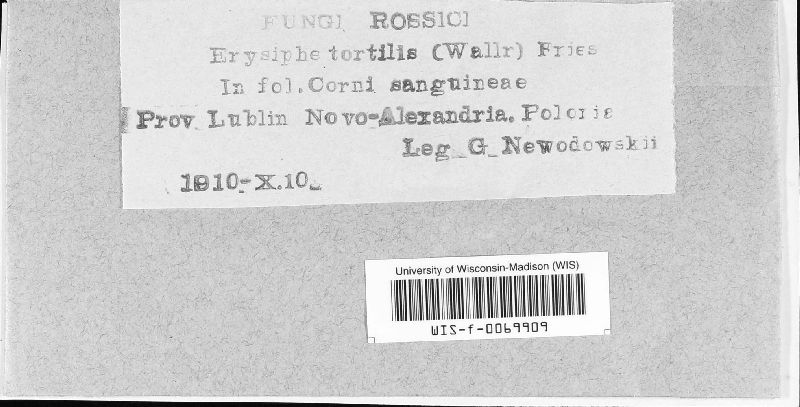 FUNGI ROSSICI
Erysiphe tortilis (Wallr) Fries
In fol. Corni sanguineae
Prov. Lublin Novo-Alexandria. Polonia
Leg. G. Newodowskii
1910-X.10.
University of Wisconsin-Madison (WIS)
WIS-f-0069909